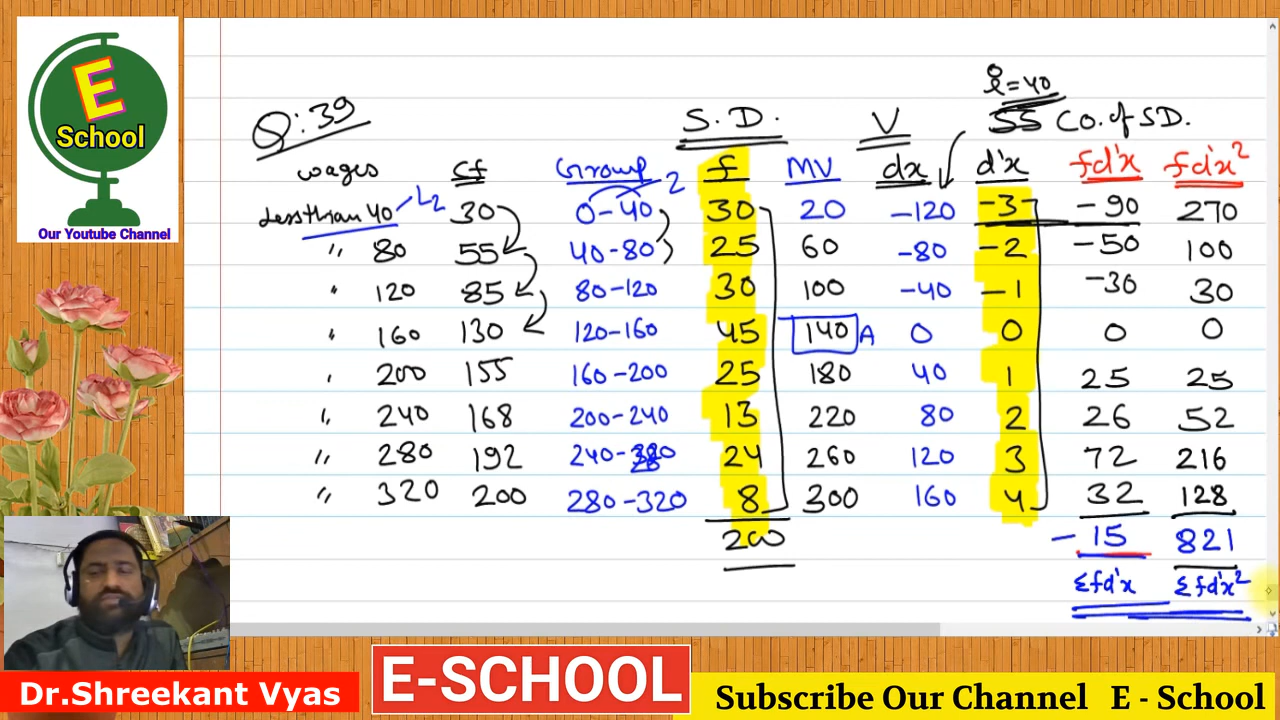 E
School
Our Youtube Channel
i=40
Q:39 S.D. V 55 Co.of SD.
wages cf Group f MV dx d'x fd'x fd'x²
2
Less than 40 L₂ 30 0-40 30 20 -120 -3 -90 270
" 80 55 40-80 25 60 -80 -2 -50 100
" 120 85 80-120 30 100 -40 -1 -30 30
" 160 130 120-160 45 140 A 0 0 0 0
" 200 155 160-200 25 180 40 1 25 25
" 240 168 200-240 13 220 80 2 26 52
" 280 192 240- 24 260 120 3 72 216
" 320 200 280-320 8 300 160 4 32 128
200 -15 821
Σfd'x Σfd'x²
Dr.Shreekant Vyas E-SCHOOL Subscribe Our Channel E - School